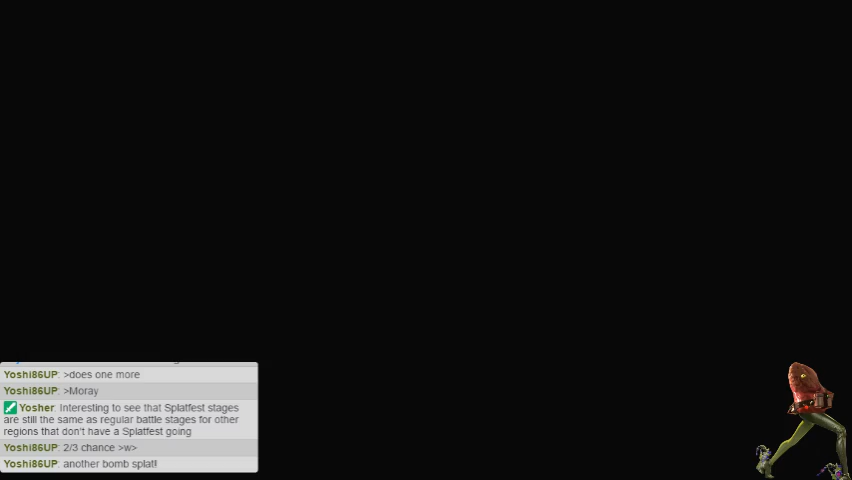 Yoshi86UP: >does one more
Yoshi86UP: >Moray
Yosher: Interesting to see that Splatfest stages
are still the same as regular battle stages for other
regions that don't have a Splatfest going
Yoshi86UP: 2/3 chance >w>
Yoshi86UP: another bomb splat!